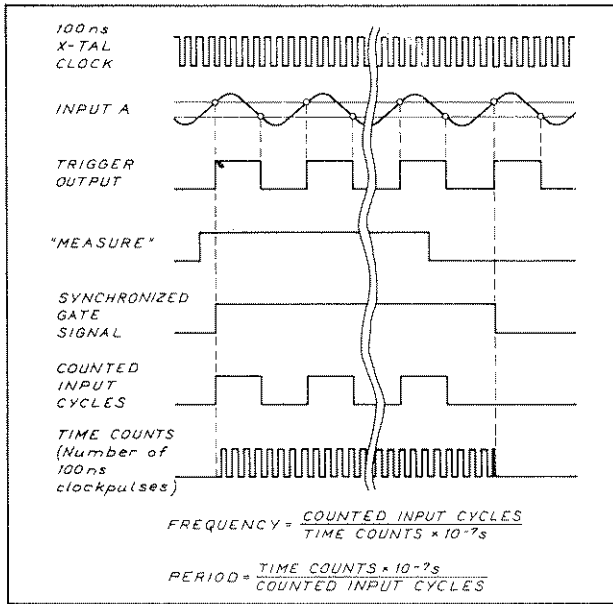 100ns
X-TAL
CLOCK
INPUT A
TRIGGER
OUTPUT
"MEASURE"
SYNCHRONIZED
GATE
SIGNAL
COUNTED
INPUT
CYCLES
TIME COUNTS
(Number of
100ns
clockpulses)
FREQUENCY = COUNTED INPUT CYCLES
TIME COUNTS × 10⁻⁷s
PERIOD = TIME COUNTS × 10⁻⁷s
COUNTED INPUT CYCLES